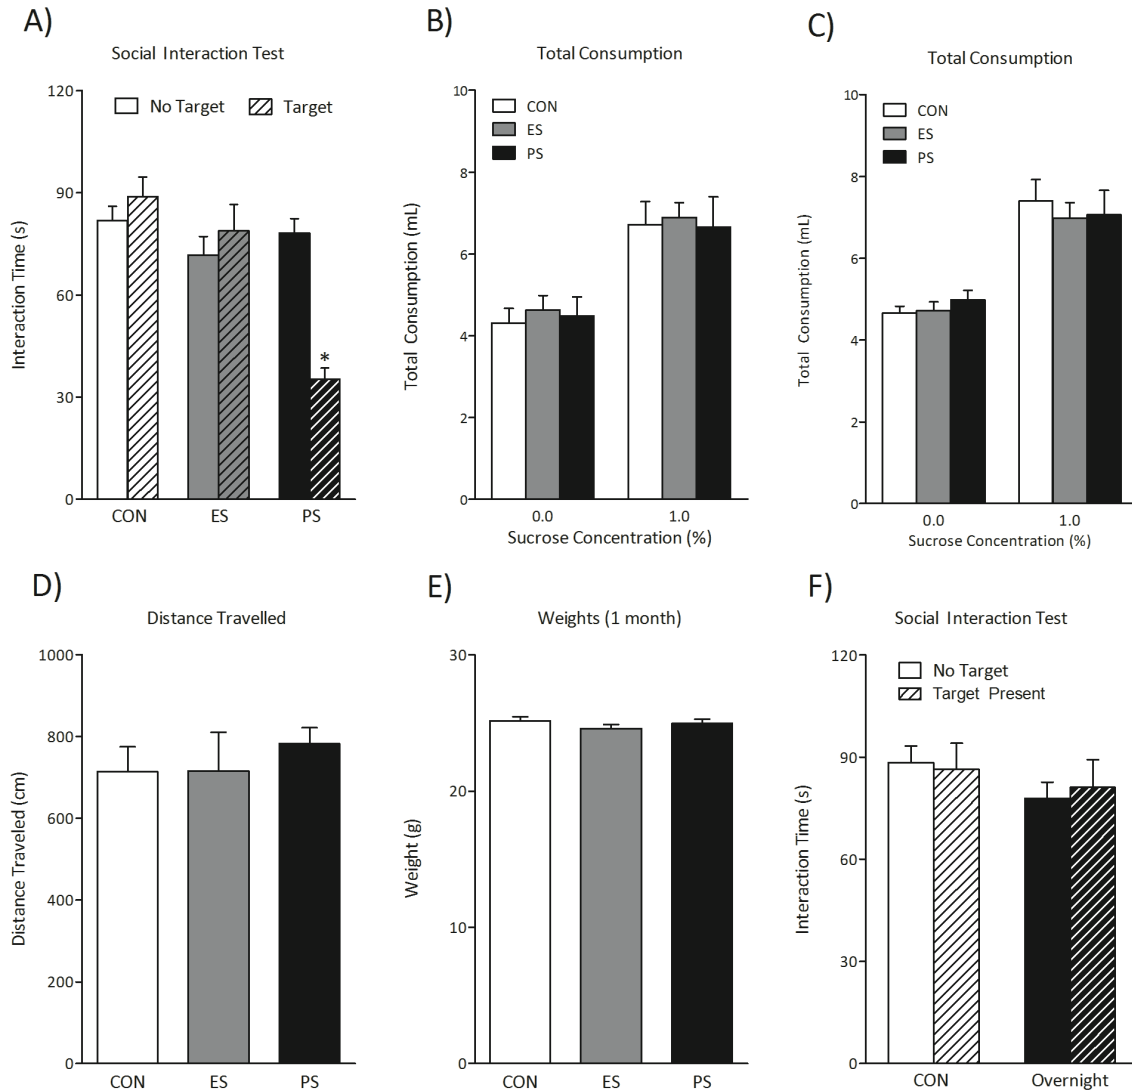 A)
Social Interaction Test
No Target
Target
120
90
60
30
0
Interaction Time (s)
*
CON
ES
PS
B)
Total Consumption
CON
ES
PS
10
8
6
4
2
0
Total Consumption (mL)
0.0
1.0
Sucrose Concentration (%)
C)
Total Consumption
CON
ES
PS
10
8
6
4
2
0
Total Consumption (mL)
0.0
1.0
Sucrose Concentration (%)
D)
Distance Travelled
1000
800
600
400
200
0
Distance Traveled (cm)
CON
ES
PS
E)
Weights (1 month)
30
20
10
0
Weight (g)
CON
ES
PS
F)
Social Interaction Test
No Target
Target Present
120
90
60
30
0
Interaction Time (s)
CON
Overnight